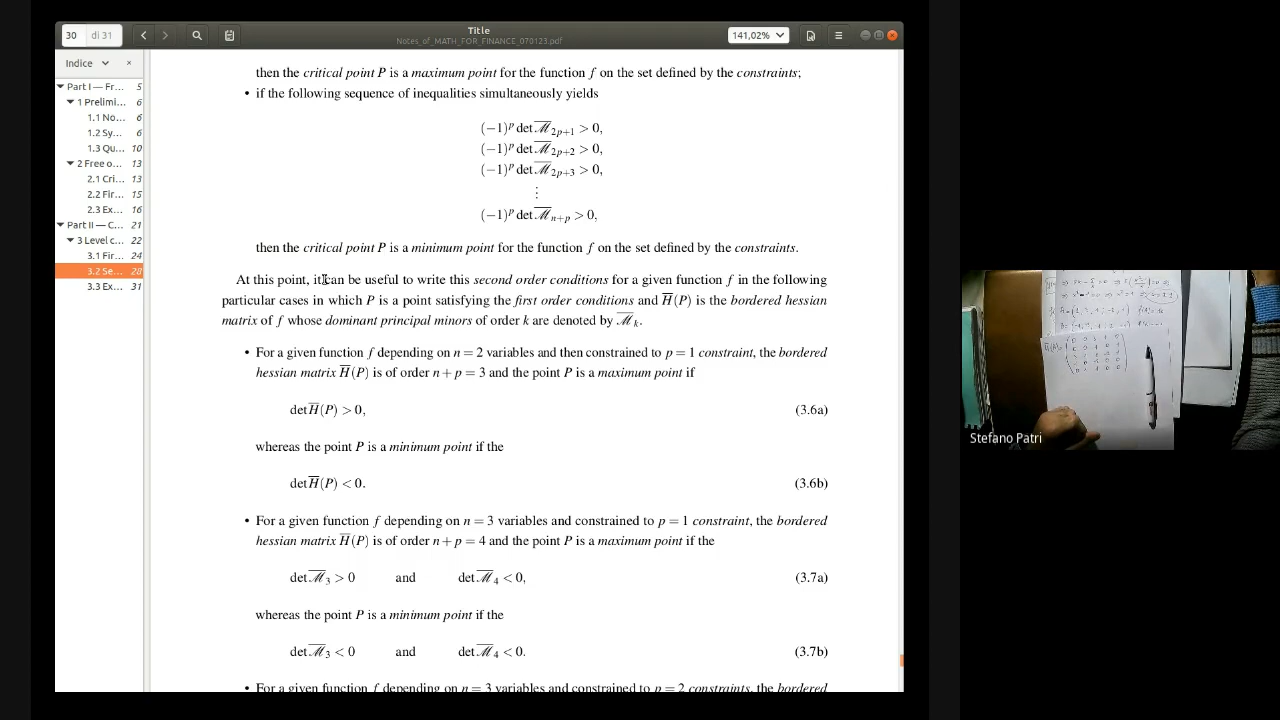 30 di 31
Title
Notes_of_MATH_FOR_FINANCE_070123.pdf
141,02%
Indice
Part I — Fr... 5
1 Prelimi... 6
1.1 No... 6
1.2 Sy... 6
1.3 Qu... 10
2 Free o... 13
2.1 Cri... 13
2.2 Fir... 15
2.3 Ex... 16
Part II — C... 21
3 Level c... 22
3.1 Fir... 24
3.2 Se... 28
3.3 Ex... 31
then the critical point P is a maximum point for the function f on the set defined by the constraints;
• if the following sequence of inequalities simultaneously yields
(−1)^p det ℳ̅_{2p+1} > 0,
(−1)^p det ℳ̅_{2p+2} > 0,
(−1)^p det ℳ̅_{2p+3} > 0,
⋮
(−1)^p det ℳ̅_{n+p} > 0,
then the critical point P is a minimum point for the function f on the set defined by the constraints.
At this point, it can be useful to write this second order conditions for a given function f in the following
particular cases in which P is a point satisfying the first order conditions and H̅(P) is the bordered hessian
matrix of f whose dominant principal minors of order k are denoted by ℳ̅_k.
• For a given function f depending on n = 2 variables and then constrained to p = 1 constraint, the bordered
hessian matrix H̅(P) is of order n + p = 3 and the point P is a maximum point if
det H̅(P) > 0, (3.6a)
whereas the point P is a minimum point if the
det H̅(P) < 0. (3.6b)
• For a given function f depending on n = 3 variables and constrained to p = 1 constraint, the bordered
hessian matrix H̅(P) is of order n + p = 4 and the point P is a maximum point if the
det ℳ̅_3 > 0 and det ℳ̅_4 < 0, (3.7a)
whereas the point P is a minimum point if the
det ℳ̅_3 < 0 and det ℳ̅_4 < 0. (3.7b)
• For a given function f depending on n = 3 variables and constrained to p = 2 constraints, the bordered
Stefano Patri